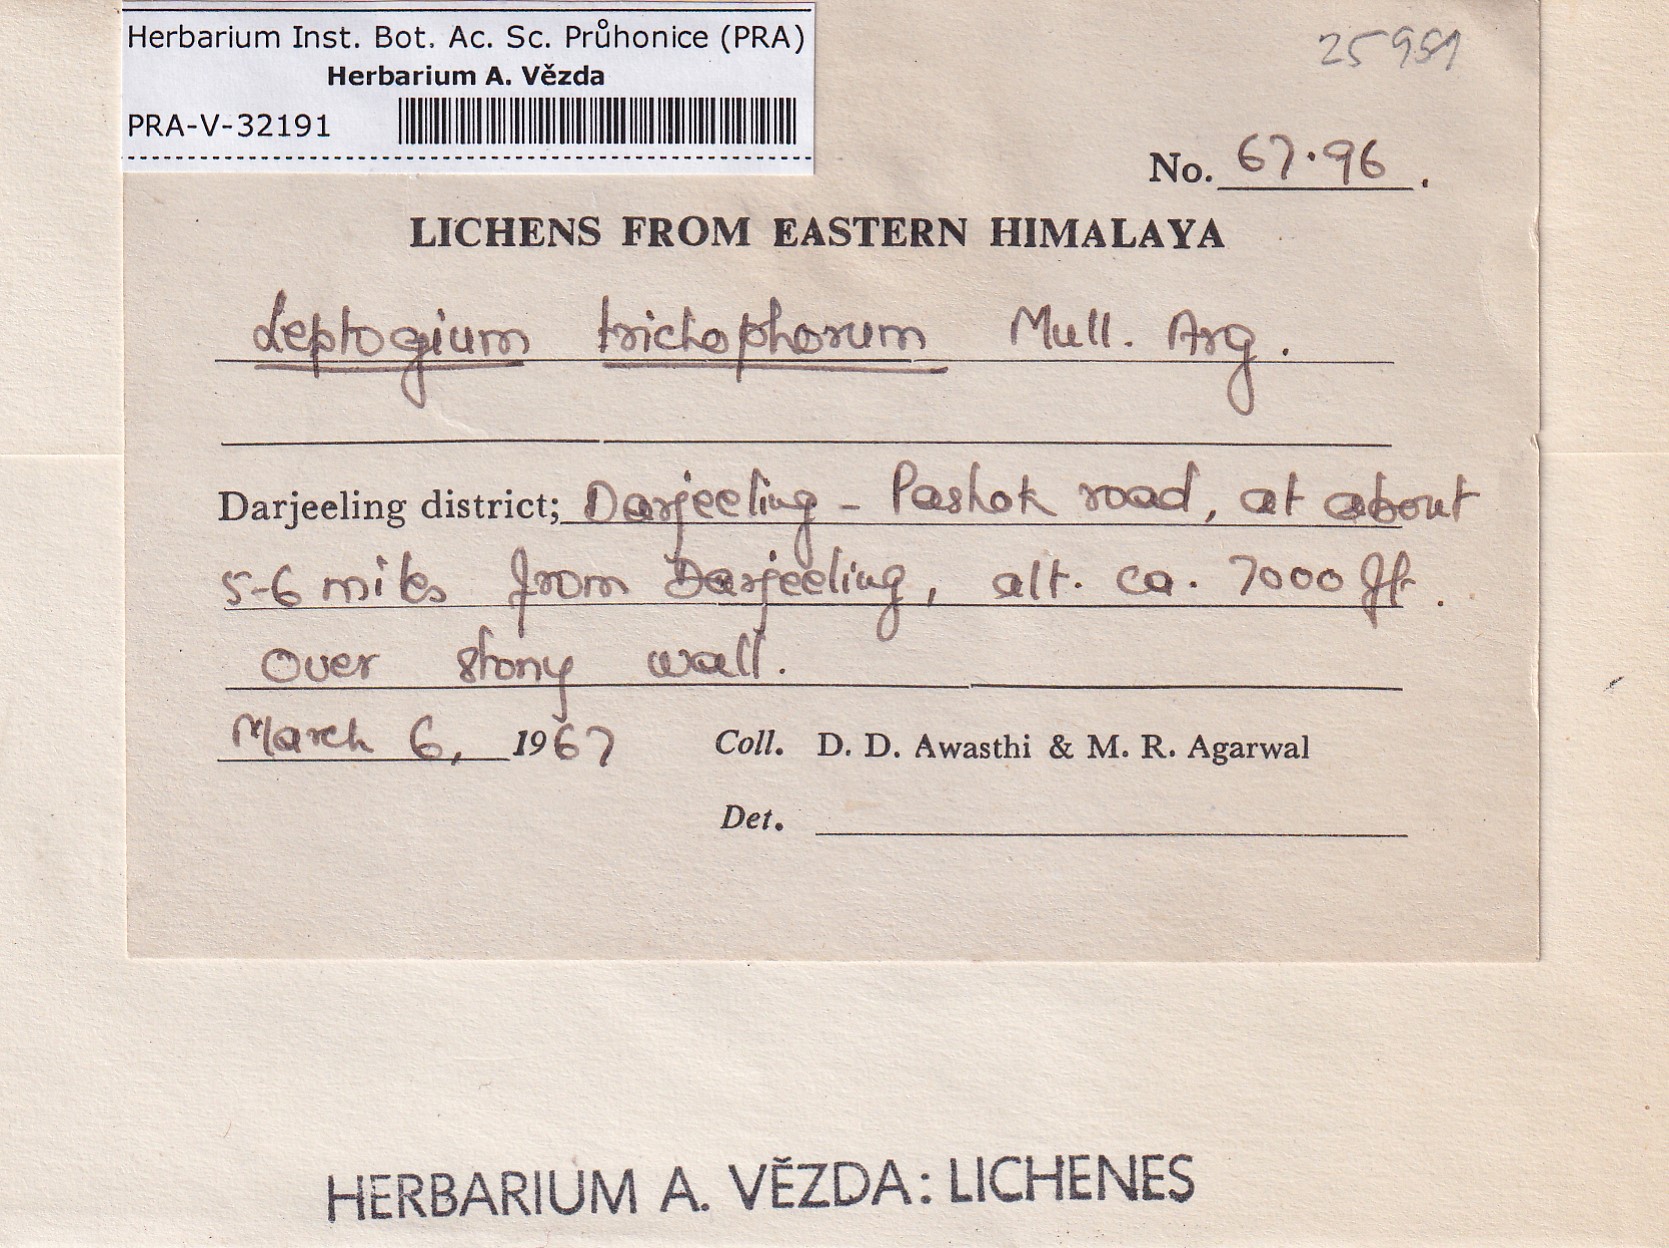 Herbarium Inst. Bot. Ac. Sc. Průhonice (PRA)
Herbarium A. Vězda
PRA-V-32191
25951
No. 67.96.
LICHENS FROM EASTERN HIMALAYA
Leptogium trichophorum Mull. Arg.
Darjeeling district; Darjeeling - Pashok road, at about
5-6 miles from Darjeeling, alt. ca. 7000 ft.
Over stony wall.
March 6, 1967 Coll. D. D. Awasthi & M. R. Agarwal
Det.
HERBARIUM A. VĚZDA: LICHENES